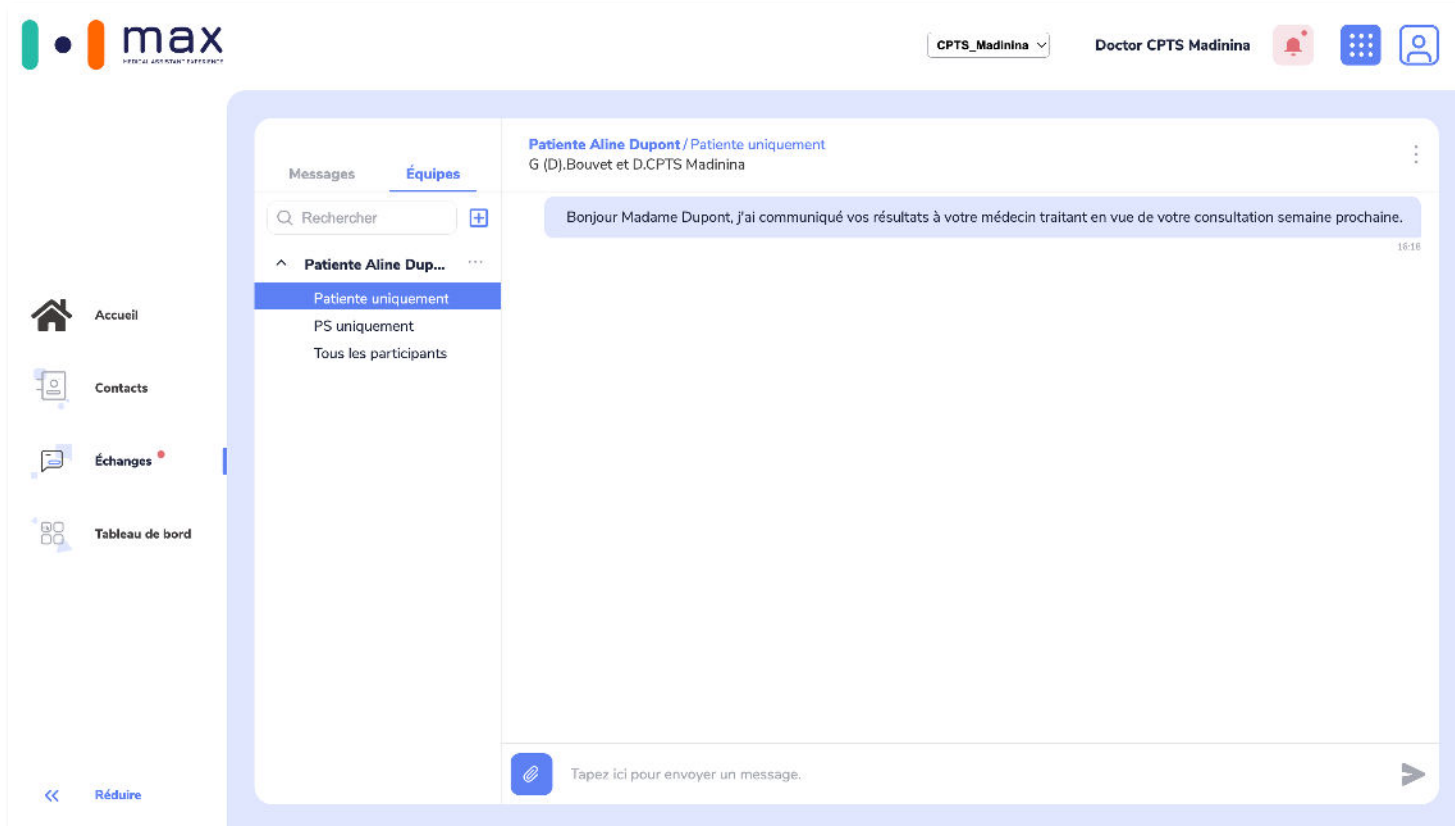 max
MEDICAL ASSISTANT EXPERIENCE
CPTS_Madinina
Doctor CPTS Madinina
Accueil
Contacts
Échanges
Tableau de bord
Réduire
Messages
Équipes
Rechercher
Patiente Aline Dup...
Patiente uniquement
PS uniquement
Tous les participants
Patiente Aline Dupont / Patiente uniquement
G (D).Bouvet et D.CPTS Madinina
Bonjour Madame Dupont, j'ai communiqué vos résultats à votre médecin traitant en vue de votre consultation semaine prochaine.
16:16
Tapez ici pour envoyer un message.